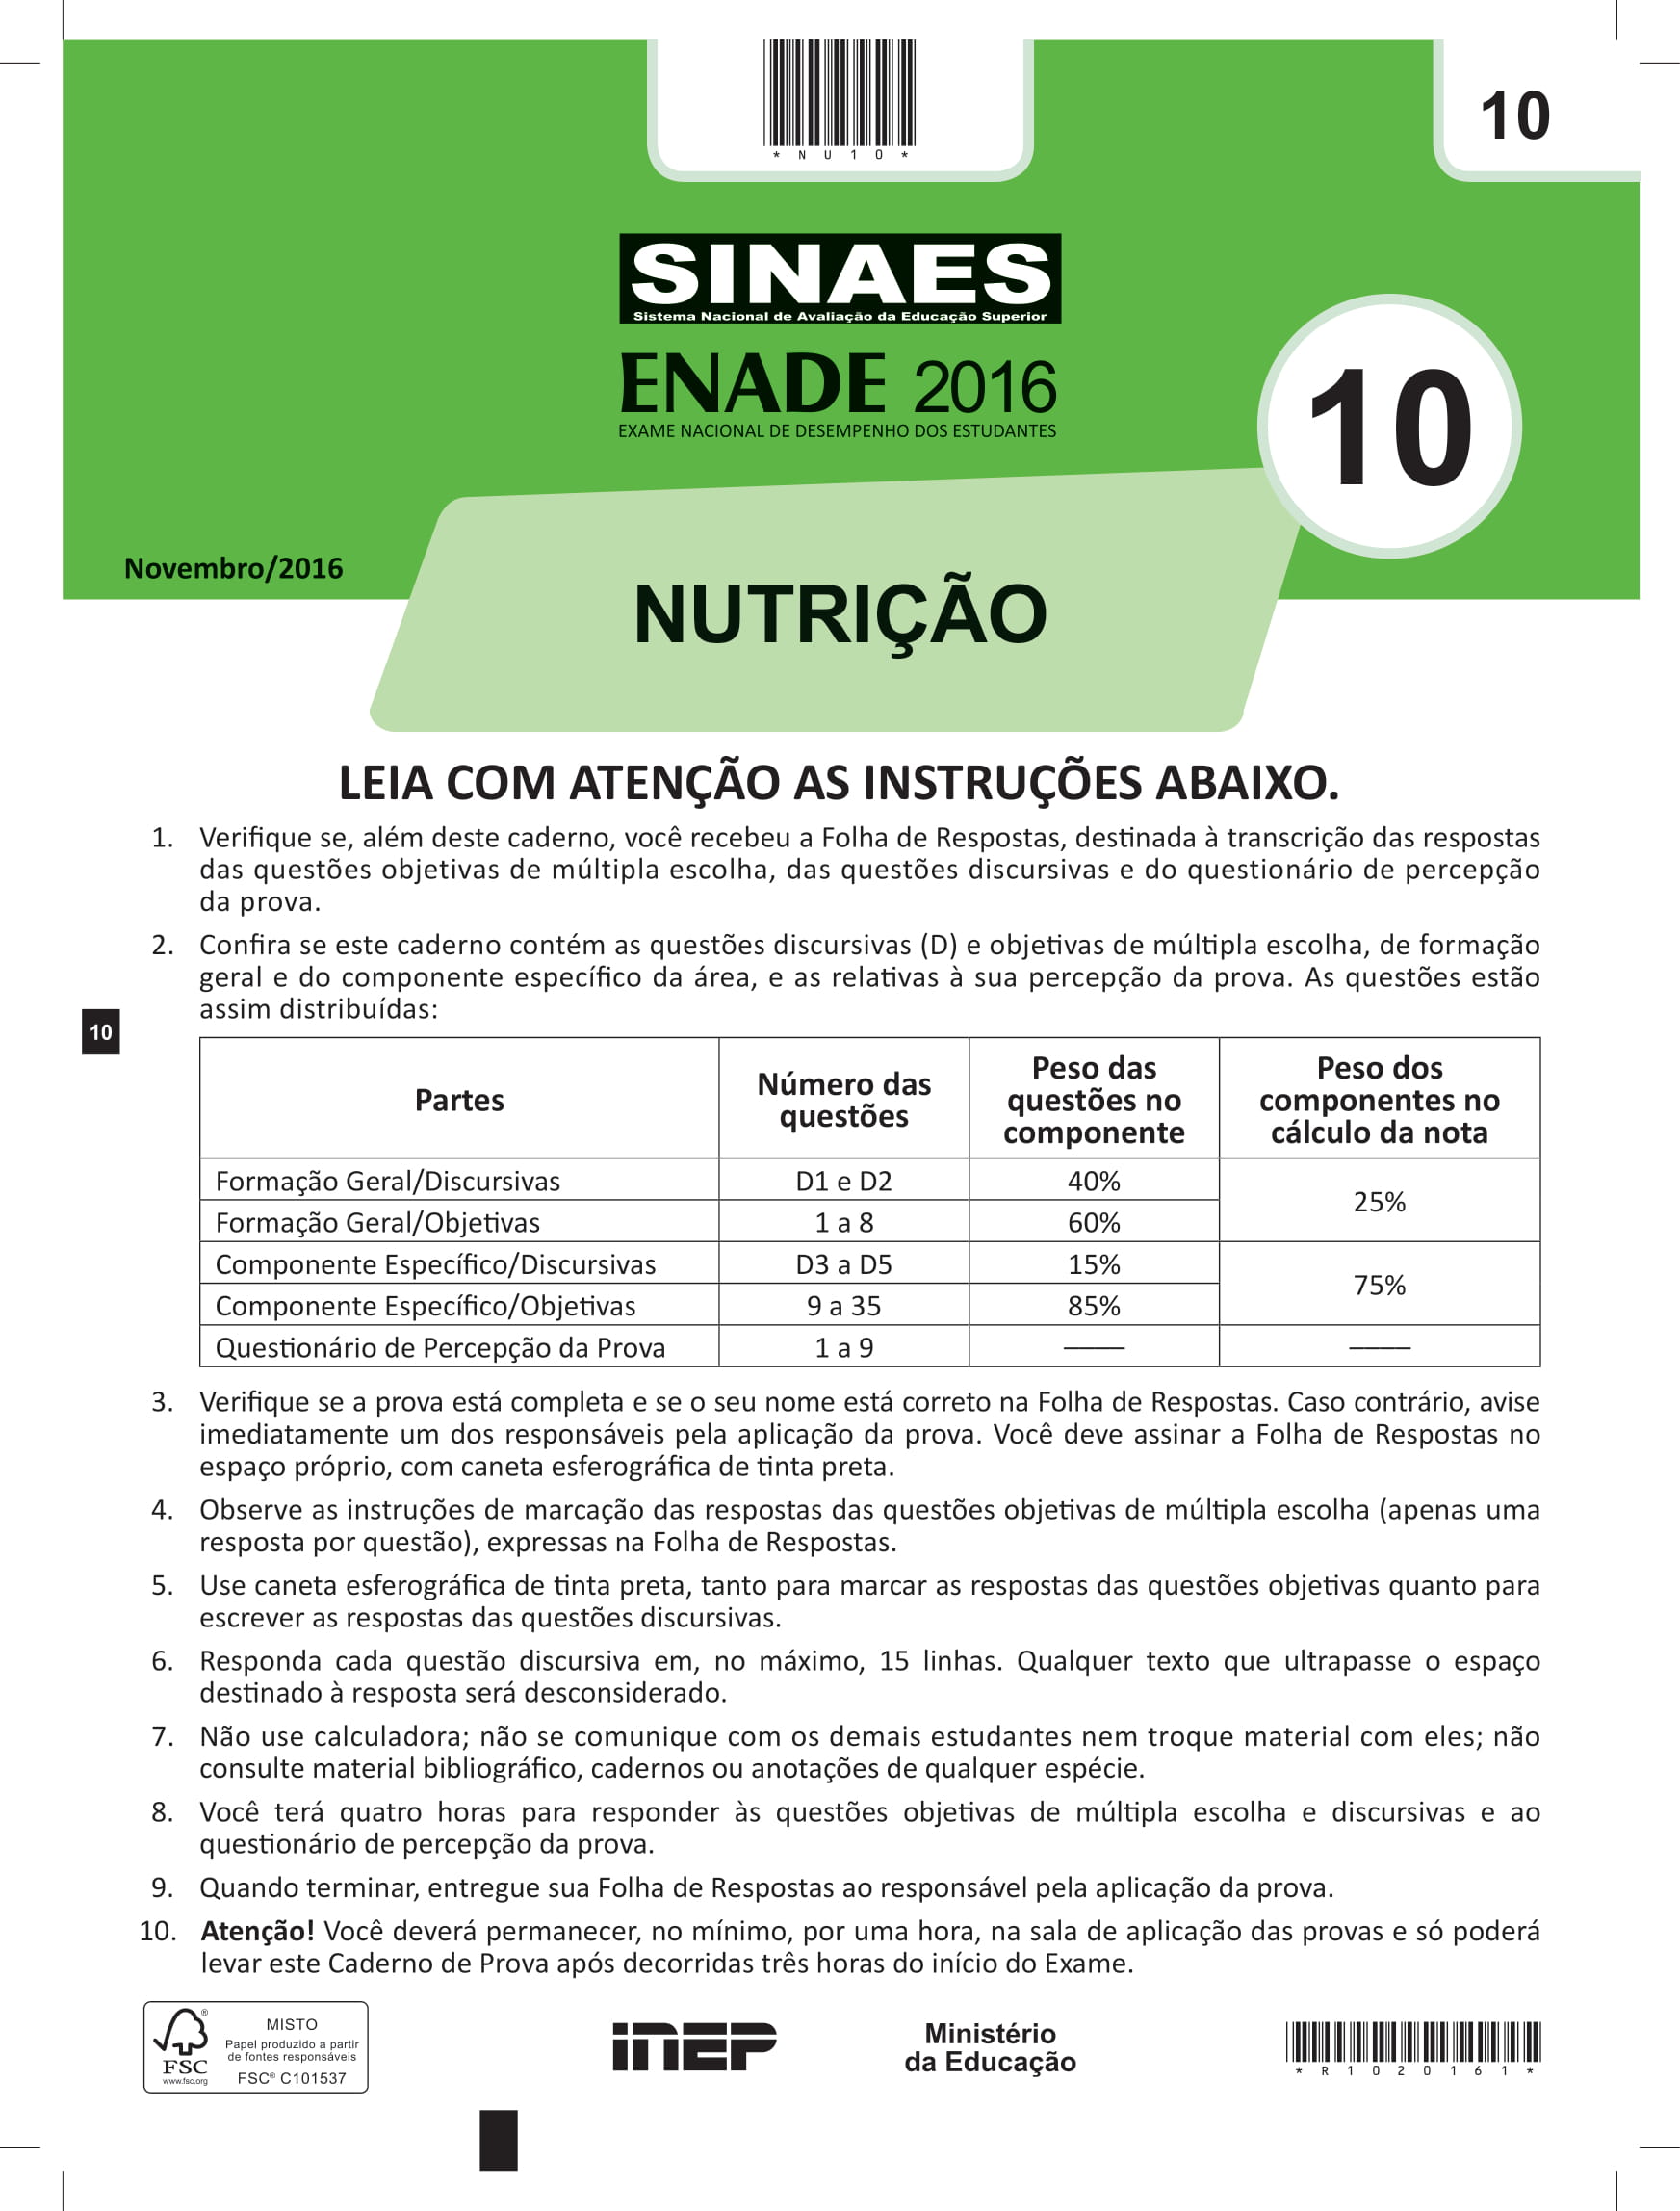 *NU10*
10
SINAES
Sistema Nacional de Avaliação da Educação Superior
ENADE 2016
EXAME NACIONAL DE DESEMPENHO DOS ESTUDANTES
10
Novembro/2016
NUTRIÇÃO
LEIA COM ATENÇÃO AS INSTRUÇÕES ABAIXO.
1. Verifique se, além deste caderno, você recebeu a Folha de Respostas, destinada à transcrição das respostas
das questões objetivas de múltipla escolha, das questões discursivas e do questionário de percepção
da prova.
2. Confira se este caderno contém as questões discursivas (D) e objetivas de múltipla escolha, de formação
geral e do componente específico da área, e as relativas à sua percepção da prova. As questões estão
assim distribuídas:
10
Partes
Número das
questões
Peso das
questões no
componente
Peso dos
componentes no
cálculo da nota
Formação Geral/Discursivas D1 e D2 40%
25%
Formação Geral/Objetivas 1 a 8 60%
Componente Específico/Discursivas D3 a D5 15%
75%
Componente Específico/Objetivas 9 a 35 85%
Questionário de Percepção da Prova 1 a 9 —— ——
3. Verifique se a prova está completa e se o seu nome está correto na Folha de Respostas. Caso contrário, avise
imediatamente um dos responsáveis pela aplicação da prova. Você deve assinar a Folha de Respostas no
espaço próprio, com caneta esferográfica de tinta preta.
4. Observe as instruções de marcação das respostas das questões objetivas de múltipla escolha (apenas uma
resposta por questão), expressas na Folha de Respostas.
5. Use caneta esferográfica de tinta preta, tanto para marcar as respostas das questões objetivas quanto para
escrever as respostas das questões discursivas.
6. Responda cada questão discursiva em, no máximo, 15 linhas. Qualquer texto que ultrapasse o espaço
destinado à resposta será desconsiderado.
7. Não use calculadora; não se comunique com os demais estudantes nem troque material com eles; não
consulte material bibliográfico, cadernos ou anotações de qualquer espécie.
8. Você terá quatro horas para responder às questões objetivas de múltipla escolha e discursivas e ao
questionário de percepção da prova.
9. Quando terminar, entregue sua Folha de Respostas ao responsável pela aplicação da prova.
10. Atenção! Você deverá permanecer, no mínimo, por uma hora, na sala de aplicação das provas e só poderá
levar este Caderno de Prova após decorridas três horas do início do Exame.
®
FSC
www.fsc.org
MISTO
Papel produzido a partir
de fontes responsáveis
FSC® C101537
INEP
Ministério
da Educação
*R1020161*